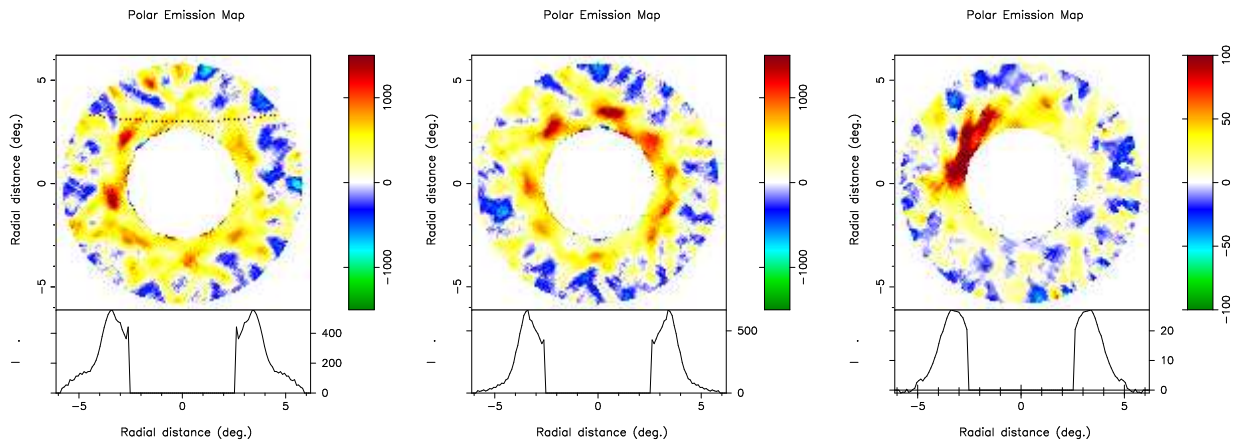 Polar Emission Map Polar Emission Map Polar Emission Map
Radial distance (deg.) 5 0 −5 1000 0 −1000
Radial distance (deg.) 5 0 −5 1000 0 −1000
Radial distance (deg.) 5 0 −5 100 50 0 −50 −100
I . 400 200 0
I . 500 0
I . 20 10 0
−5 0 5 −5 0 5 −5 0 5
Radial distance (deg.) Radial distance (deg.) Radial distance (deg.)